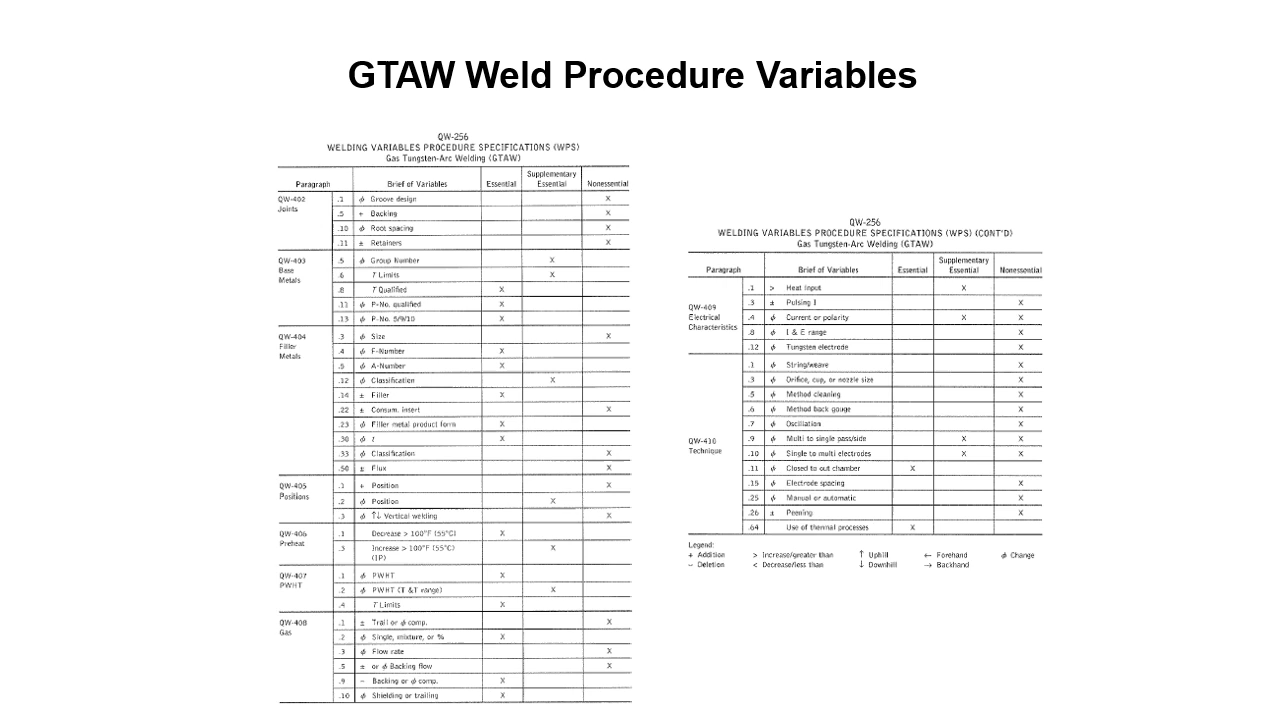 GTAW Weld Procedure Variables
QW-256
WELDING VARIABLES PROCEDURE SPECIFICATIONS (WPS)
Gas Tungsten-Arc Welding (GTAW)
Paragraph Brief of Variables Essential Supplementary Essential Nonessential
QW-402 Joints
.1 ϕ Groove design X
.5 + Backing X
.10 ϕ Root spacing X
.11 ± Retainers X
QW-403 Base Metals
.5 ϕ Group Number X
.6 T Limits X
.8 T Qualified X
.11 ϕ P-No. qualified X
.13 ϕ P-No. 5/9/10 X
QW-404 Filler Metals
.3 ϕ Size X
.4 ϕ F-Number X
.5 ϕ A-Number X
.12 ϕ Classification X
.14 ± Filler X
.22 ± Consum. insert X
.23 ϕ Filler metal product form X
.30 ϕ t X
.33 ϕ Classification X
.50 ± Flux X
QW-405 Positions
.1 + Position X
.2 ϕ Position X
.3 ϕ ↑↓ Vertical welding X
QW-406 Preheat
.1 Decrease > 100°F (55°C) X
.3 Increase > 100°F (55°C) (IP) X
QW-407 PWHT
.1 ϕ PWHT X
.2 ϕ PWHT (T & T range) X
.4 T Limits X
QW-408 Gas
.1 ± Trail or ϕ comp. X
.2 ϕ Single, mixture, or % X
.3 ϕ Flow rate X
.5 ± or ϕ Backing flow X
.9 − Backing or ϕ comp. X
.10 ϕ Shielding or trailing X
QW-256
WELDING VARIABLES PROCEDURE SPECIFICATIONS (WPS) (CONT'D)
Gas Tungsten-Arc Welding (GTAW)
Paragraph Brief of Variables Essential Supplementary Essential Nonessential
QW-409 Electrical Characteristics
.1 > Heat input X
.3 ± Pulsing I X
.4 ϕ Current or polarity X X
.8 ϕ I & E range X
.12 ϕ Tungsten electrode X
QW-410 Technique
.1 ϕ String/weave X
.3 ϕ Orifice, cup, or nozzle size X
.5 ϕ Method cleaning X
.6 ϕ Method back gouge X
.7 ϕ Oscillation X
.9 ϕ Multi to single pass/side X X
.10 ϕ Single to multi electrodes X X
.11 ϕ Closed to out chamber X
.15 ϕ Electrode spacing X
.25 ϕ Manual or automatic X
.26 ± Peening X
.64 Use of thermal processes X
Legend:
+ Addition > Increase/greater than ↑ Uphill ← Forehand ϕ Change
− Deletion < Decrease/less than ↓ Downhill → Backhand